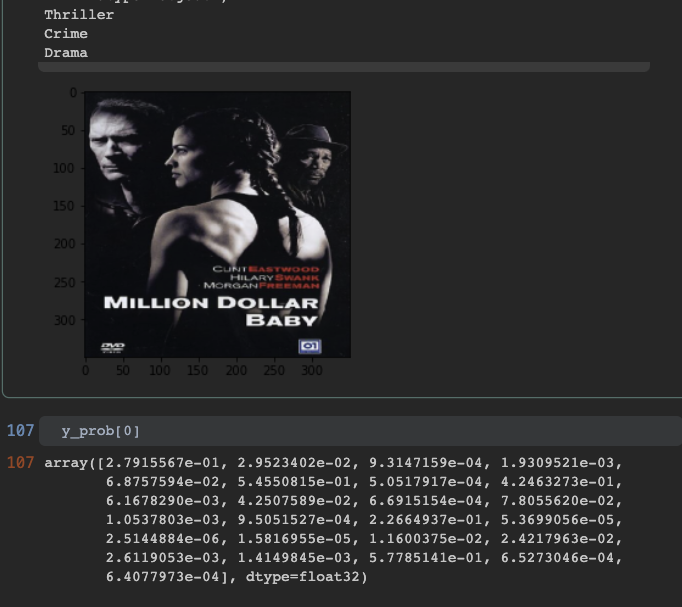 Thriller
Crime
Drama
0
50
100
150
200
250
300
CLINT EASTWOOD
HILARY SWANK
MORGAN FREEMAN
MILLION DOLLAR
BABY
DVD
01
0 50 100 150 200 250 300
107 y_prob[0]
107 array([2.7915567e-01, 2.9523402e-02, 9.3147159e-04, 1.9309521e-03,
6.8757594e-02, 5.4550815e-01, 5.0517917e-04, 4.2463273e-01,
6.1678290e-03, 4.2507589e-02, 6.6915154e-04, 7.8055620e-02,
1.0537803e-04, 9.5051527e-04, 2.2664937e-01, 5.3699056e-05,
2.5144884e-06, 1.5816955e-05, 1.1600375e-02, 2.4217963e-02,
2.6119053e-03, 1.4149845e-03, 5.7785141e-01, 6.5273046e-04,
6.4077973e-04], dtype=float32)